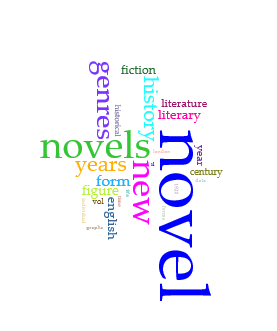 fiction
genres
history
literature
literary
historical
novels
novel
year
years
new
century
form
figure
vol
english